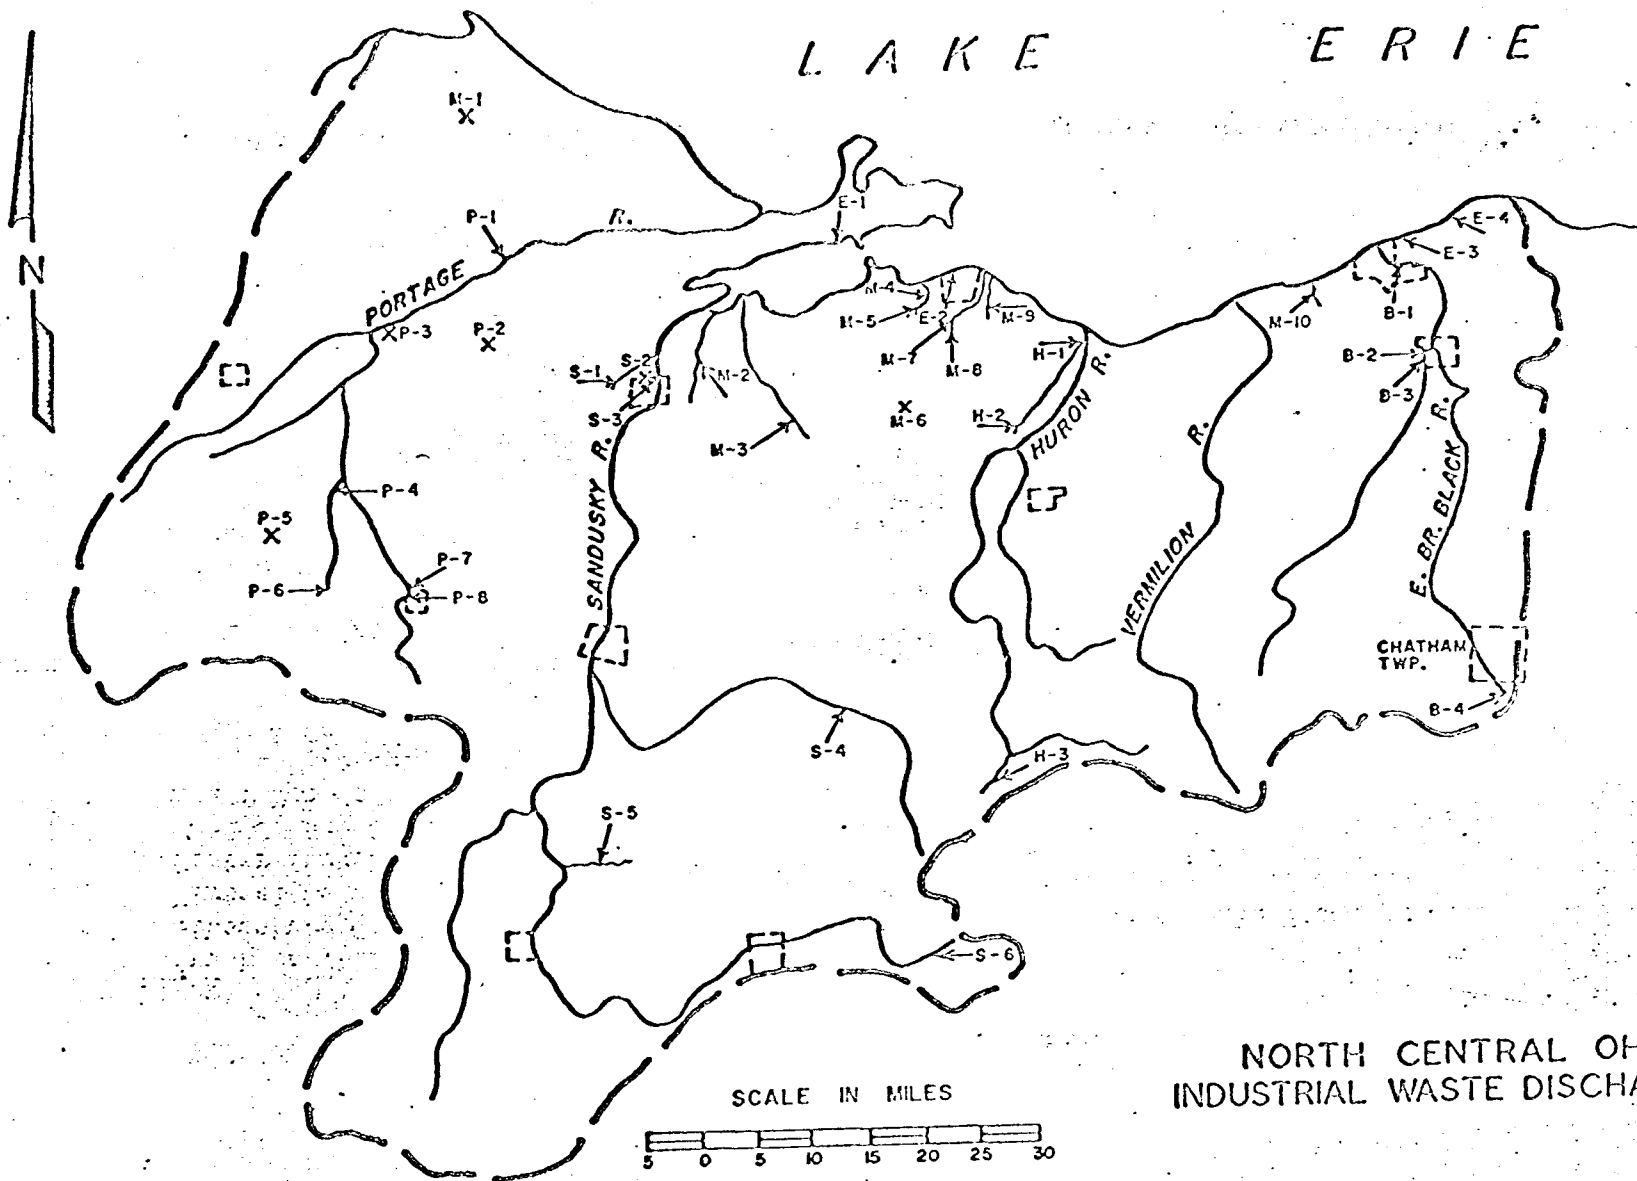 LAKE ERIE
M-1
E-1
P-1
R.
E-4
E-3
N
PORTAGE
M-4
M-5
E-2
M-9
M-10
B-1
P-3
P-2
S-2
S-1
M-2
M-7
M-8
H-1
B-2
B-3
S-3
M-6
H-2
HURON R.
M-3
SANDUSKY R.
VERMILION R.
E. BR. BLACK R.
P-4
P-5
P-7
P-6
P-8
CHATHAM
TWP.
B-4
S-4
H-3
S-5
S-6
NORTH CENTRAL OH
INDUSTRIAL WASTE DISCHA
SCALE IN MILES
5 0 5 10 15 20 25 30